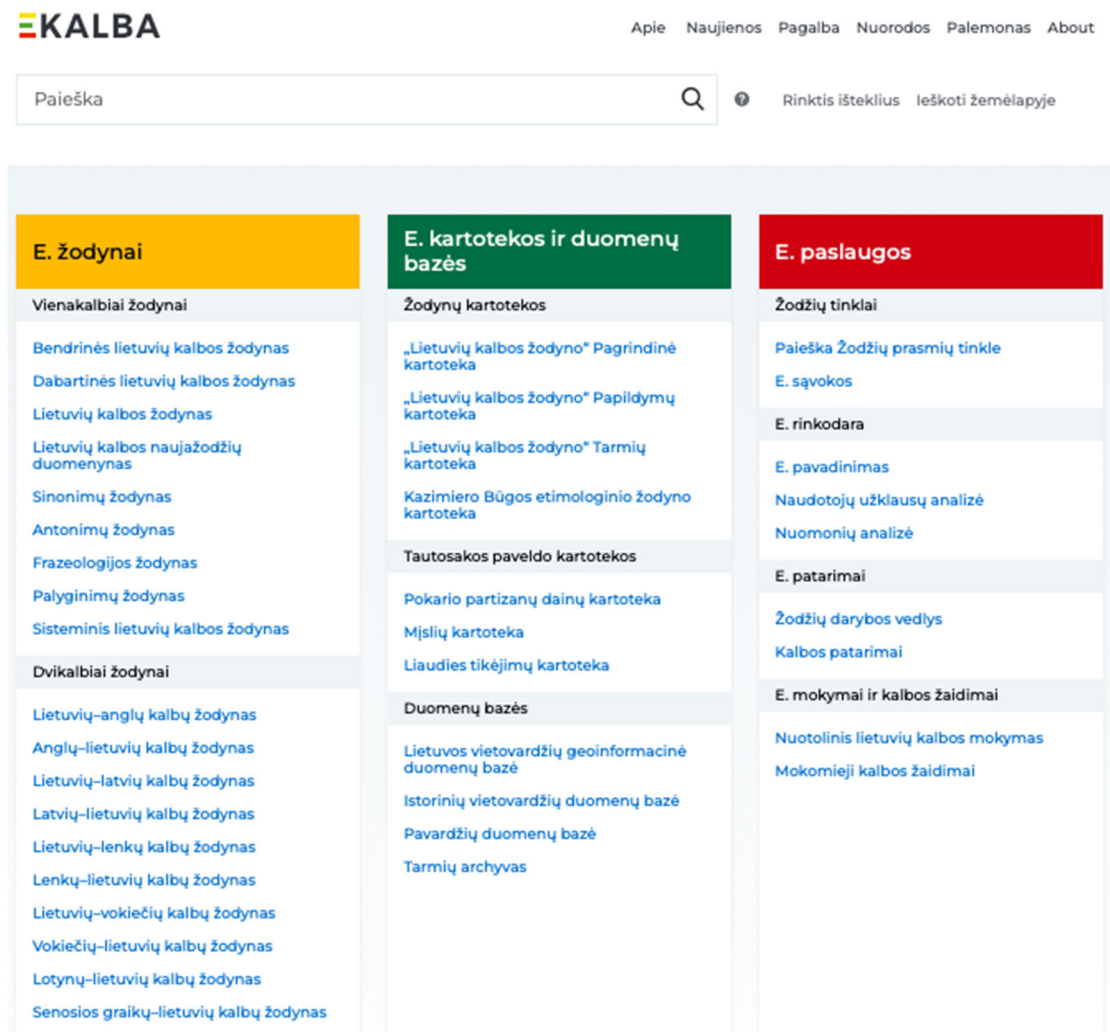 EKALBA
Apie Naujienos Pagalba Nuorodos Palemonas About
Paieška
Rinktis išteklius Ieškoti žemėlapyje
E. žodynai
Vienakalbiai žodynai
Bendrinės lietuvių kalbos žodynas
Dabartinės lietuvių kalbos žodynas
Lietuvių kalbos žodynas
Lietuvių kalbos naujažodžių
duomenynas
Sinonimų žodynas
Antonimų žodynas
Frazeologijos žodynas
Palyginimų žodynas
Sisteminis lietuvių kalbos žodynas
Dvikalbiai žodynai
Lietuvių–anglų kalbų žodynas
Anglų–lietuvių kalbų žodynas
Lietuvių–latvių kalbų žodynas
Latvių–lietuvių kalbų žodynas
Lietuvių–lenkų kalbų žodynas
Lenkų–lietuvių kalbų žodynas
Lietuvių–vokiečių kalbų žodynas
Vokiečių–lietuvių kalbų žodynas
Lotynų–lietuvių kalbų žodynas
Senosios graikų–lietuvių kalbų žodynas
E. kartotekos ir duomenų
bazės
Žodynų kartotekos
„Lietuvių kalbos žodyno“ Pagrindinė
kartoteka
„Lietuvių kalbos žodyno“ Papildymų
kartoteka
„Lietuvių kalbos žodyno“ Tarmių
kartoteka
Kazimiero Būgos etimologinio žodyno
kartoteka
Tautosakos paveldo kartotekos
Pokario partizanų dainų kartoteka
Mįslių kartoteka
Liaudies tikėjimų kartoteka
Duomenų bazės
Lietuvos vietovardžių geoinformacinė
duomenų bazė
Istorinių vietovardžių duomenų bazė
Pavardžių duomenų bazė
Tarmių archyvas
E. paslaugos
Žodžių tinklai
Paieška Žodžių prasmių tinkle
E. sąvokos
E. rinkodara
E. pavadinimas
Naudotojų užklausų analizė
Nuomonių analizė
E. patarimai
Žodžių darybos vedlys
Kalbos patarimai
E. mokymai ir kalbos žaidimai
Nuotolinis lietuvių kalbos mokymas
Mokomieji kalbos žaidimai